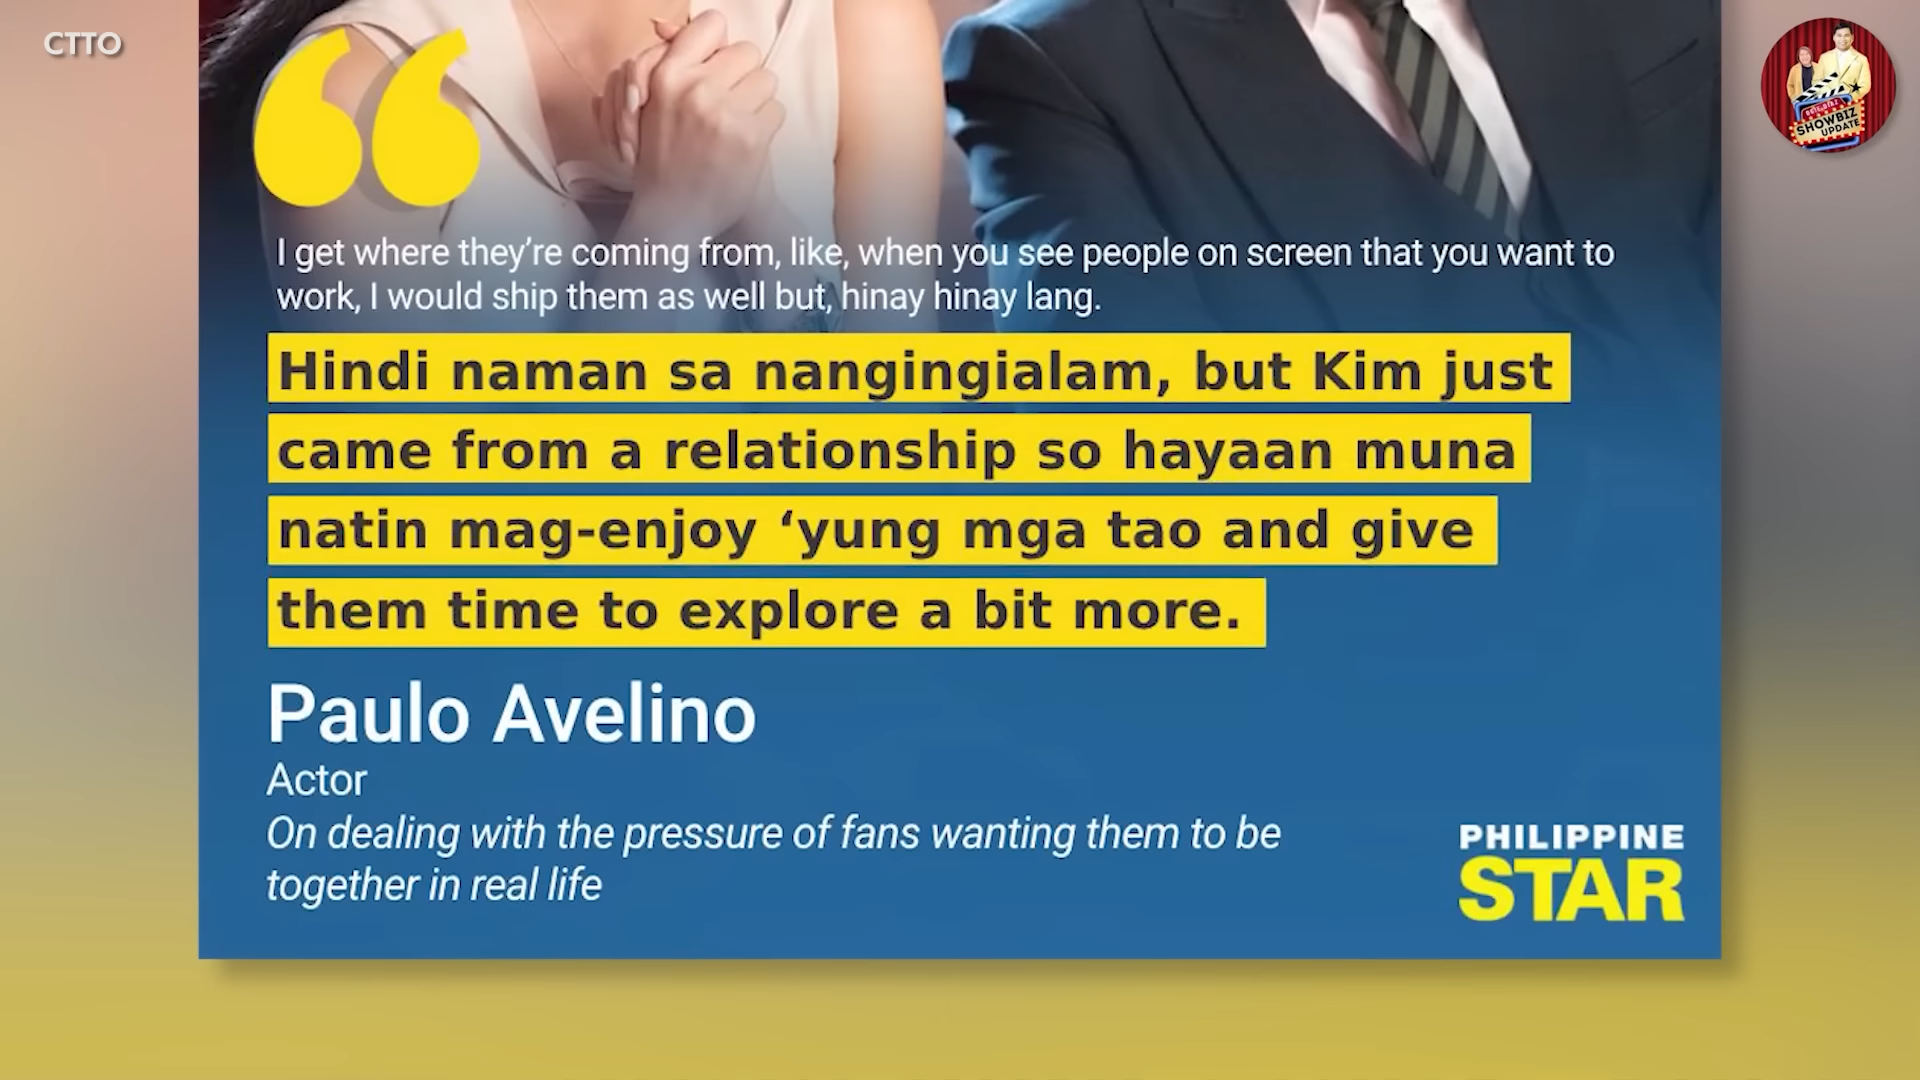 CTTO
SHOWBIZ
UPDATE
I get where they’re coming from, like, when you see people on screen that you want to
work, I would ship them as well but, hinay hinay lang.
Hindi naman sa nangingialam, but Kim just
came from a relationship so hayaan muna
natin mag-enjoy ‘yung mga tao and give
them time to explore a bit more.
Paulo Avelino
Actor
On dealing with the pressure of fans wanting them to be
together in real life
PHILIPPINE
STAR